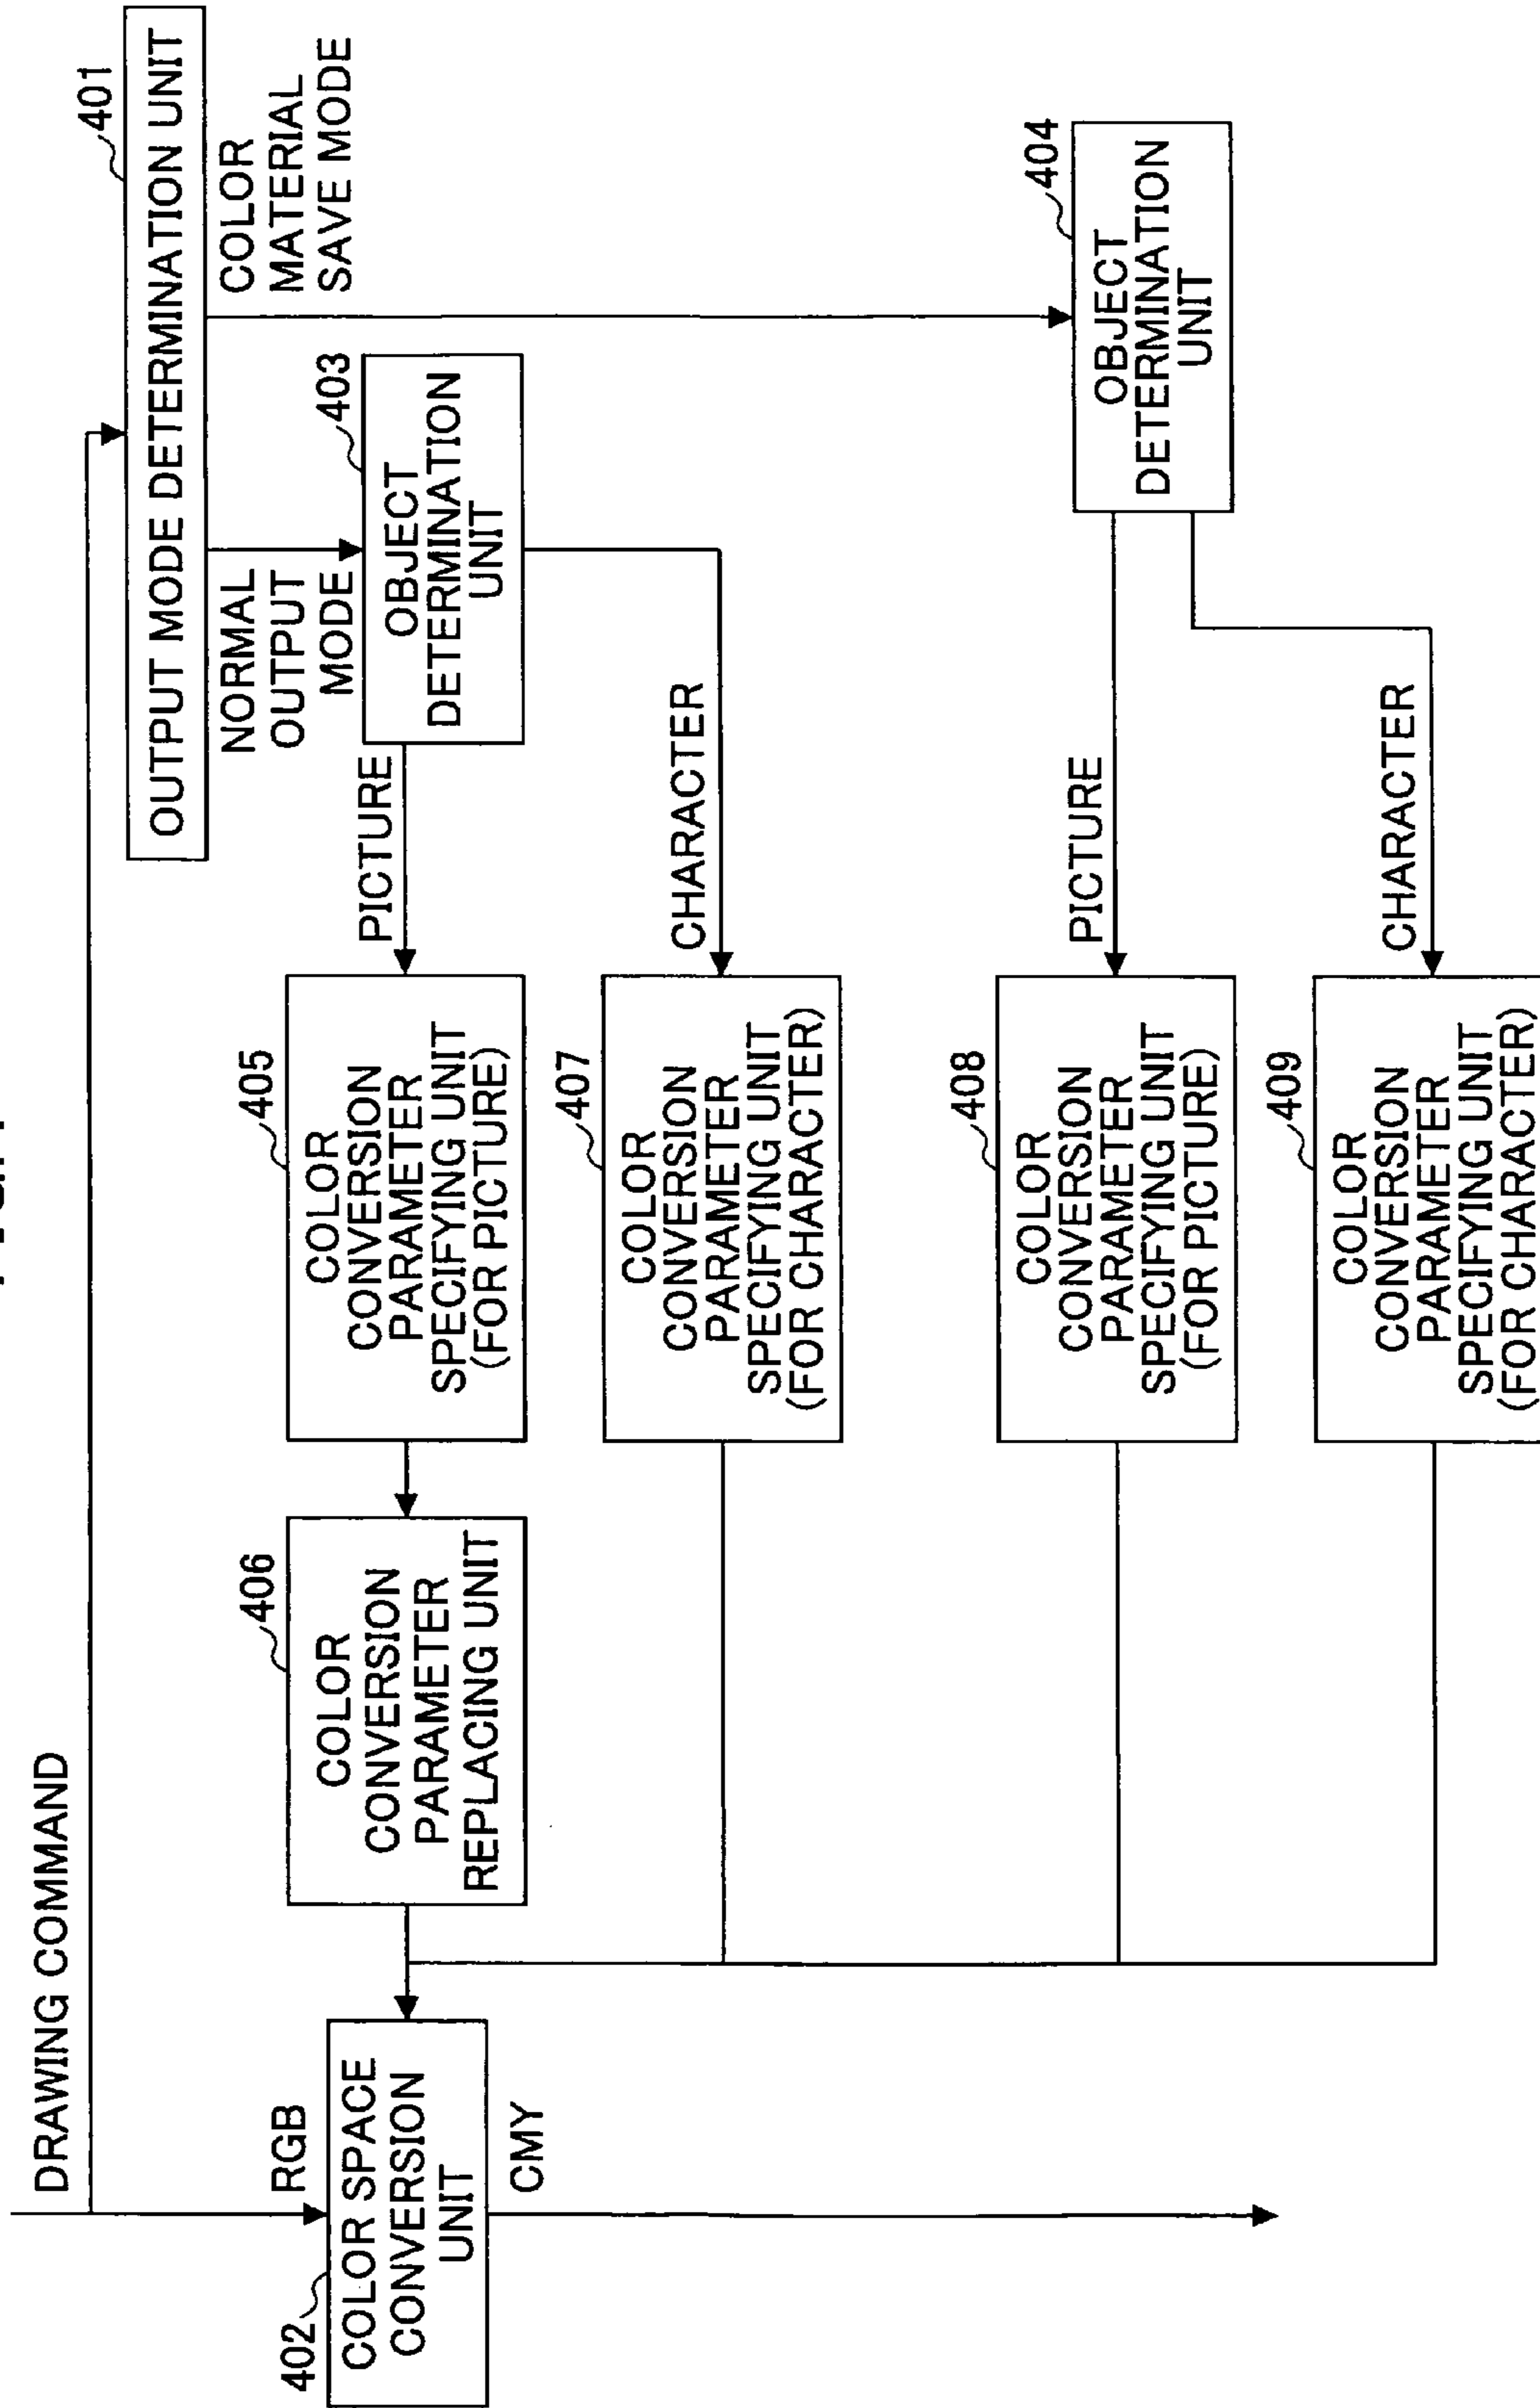 DRAWING COMMAND
401
OUTPUT MODE DETERMINATION UNIT
RGB
402
COLOR SPACE
CONVERSION
UNIT
CMY
406
COLOR
CONVERSION
PARAMETER
REPLACING UNIT
405
COLOR
CONVERSION
PARAMETER
SPECIFYING UNIT
(FOR PICTURE)
PICTURE
NORMAL
OUTPUT
MODE
403
OBJECT
DETERMINATION
UNIT
COLOR
MATERIAL
SAVE MODE
407
COLOR
CONVERSION
PARAMETER
SPECIFYING UNIT
(FOR CHARACTER)
CHARACTER
408
COLOR
CONVERSION
PARAMETER
SPECIFYING UNIT
(FOR PICTURE)
PICTURE
404
OBJECT
DETERMINATION
UNIT
409
COLOR
CONVERSION
PARAMETER
SPECIFYING UNIT
(FOR CHARACTER)
CHARACTER